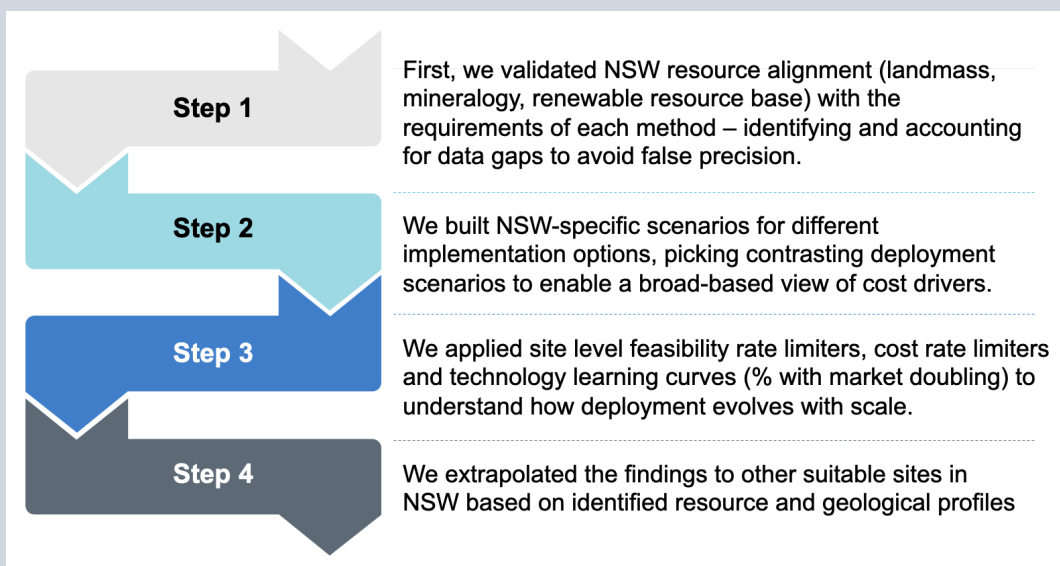 Step 1
First, we validated NSW resource alignment (landmass,
mineralogy, renewable resource base) with the
requirements of each method – identifying and accounting
for data gaps to avoid false precision.
Step 2
We built NSW-specific scenarios for different
implementation options, picking contrasting deployment
scenarios to enable a broad-based view of cost drivers.
Step 3
We applied site level feasibility rate limiters, cost rate limiters
and technology learning curves (% with market doubling) to
understand how deployment evolves with scale.
Step 4
We extrapolated the findings to other suitable sites in
NSW based on identified resource and geological profiles